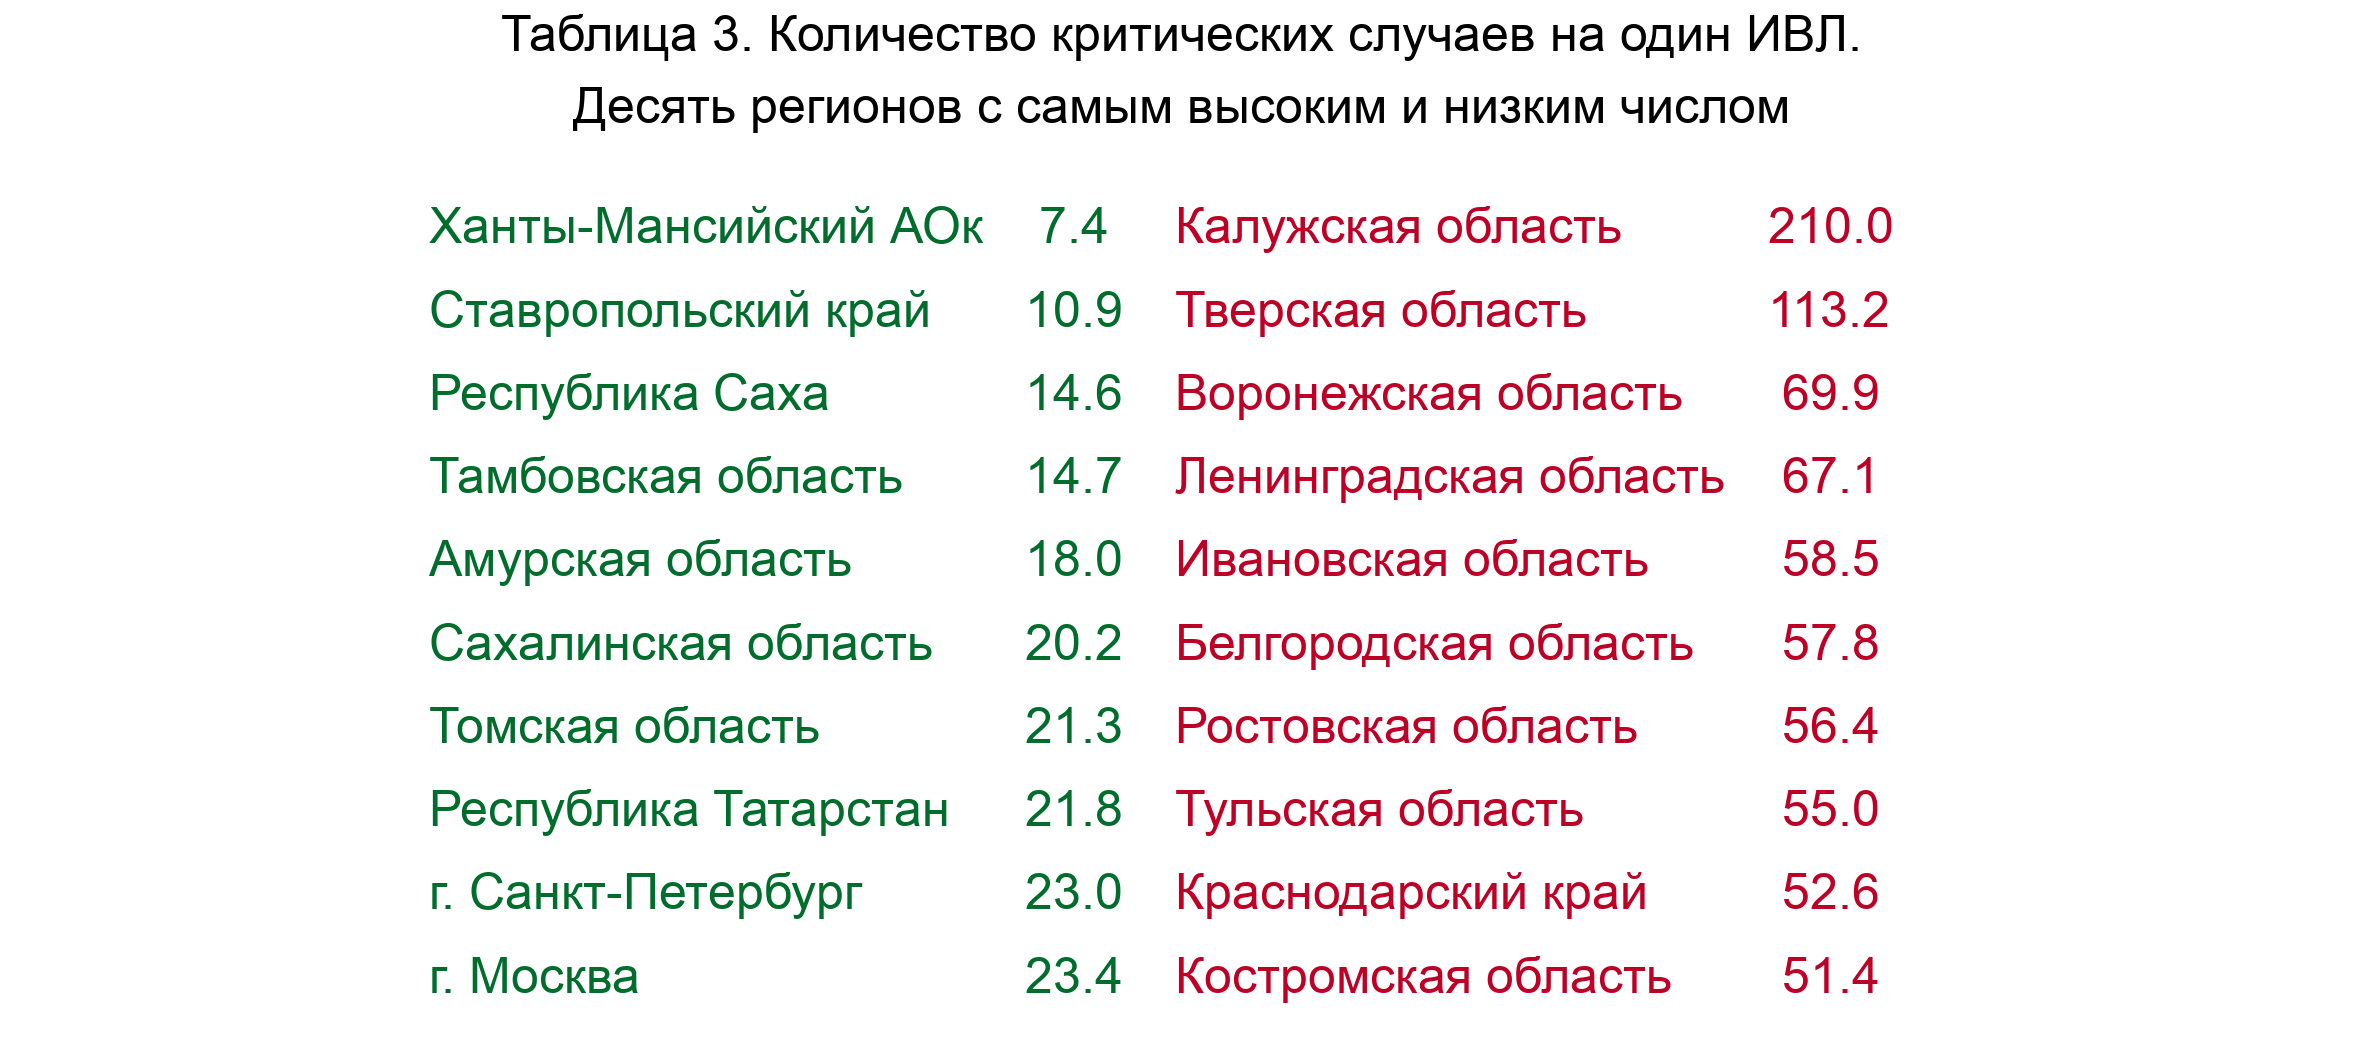 Таблица 3. Количество критических случаев на один ИВЛ.
Десять регионов с самым высоким и низким числом
Ханты-Мансийский АОк 7.4 Калужская область 210.0
Ставропольский край 10.9 Тверская область 113.2
Республика Саха 14.6 Воронежская область 69.9
Тамбовская область 14.7 Ленинградская область 67.1
Амурская область 18.0 Ивановская область 58.5
Сахалинская область 20.2 Белгородская область 57.8
Томская область 21.3 Ростовская область 56.4
Республика Татарстан 21.8 Тульская область 55.0
г. Санкт-Петербург 23.0 Краснодарский край 52.6
г. Москва 23.4 Костромская область 51.4